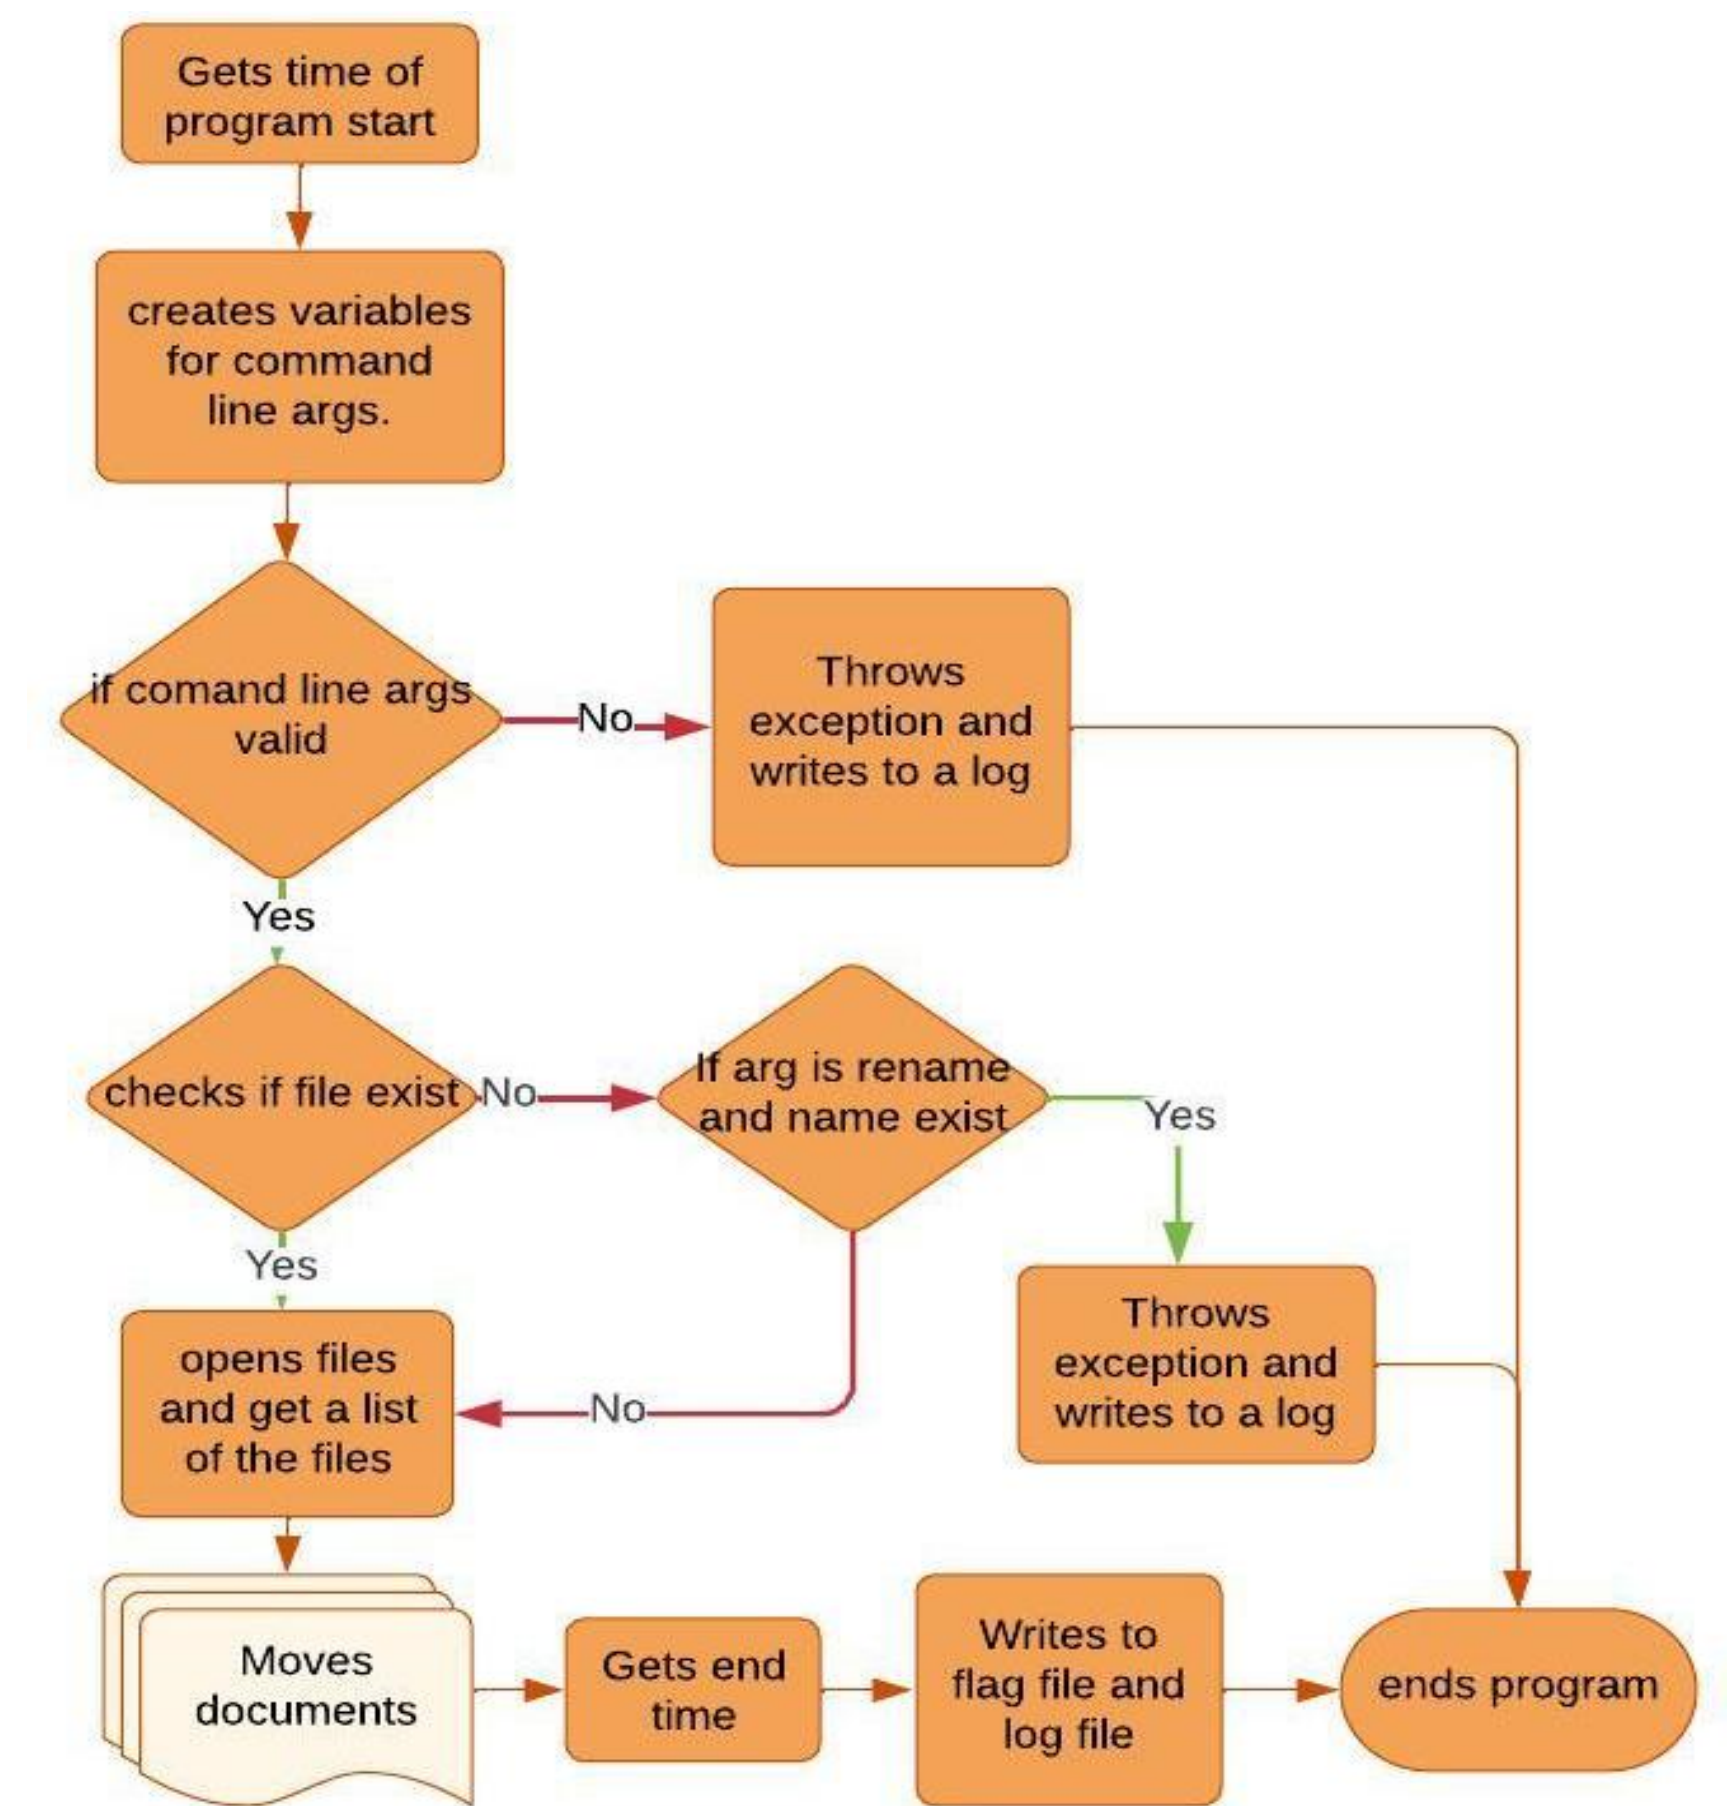 Gets time of
program start
creates variables
for command
line args.
if comand line args
valid
No
Throws
exception and
writes to a log
Yes
checks if file exist
No
If arg is rename
and name exist
Yes
Yes
opens files
and get a list
of the files
No
Throws
exception and
writes to a log
Moves
documents
Gets end
time
Writes to
flag file and
log file
ends program